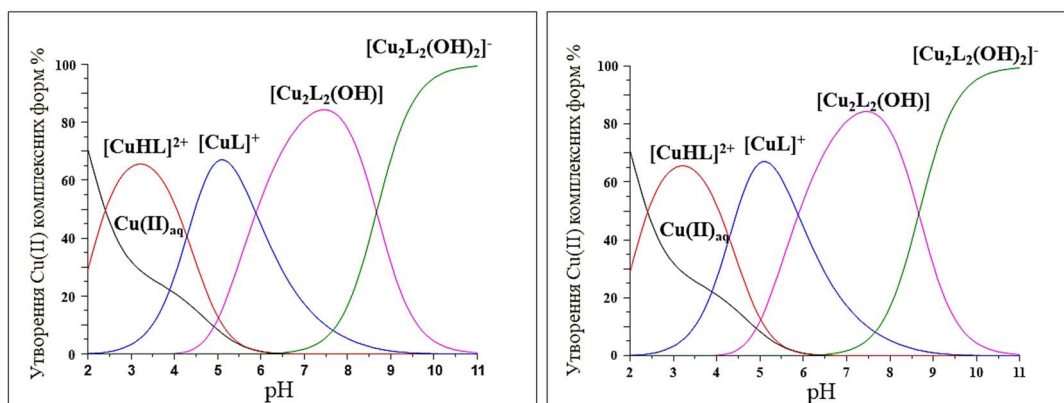 Утворення Cu(II) комплексних форм %
100
80
60
40
20
0
[CuHL]²⁺
Cu(II)aq
[CuL]⁺
[Cu₂L₂(OH)]
[Cu₂L₂(OH)₂]⁻
2 3 4 5 6 7 8 9 10 11
pH
Утворення Cu(II) комплексних форм %
100
80
60
40
20
0
[CuHL]²⁺
Cu(II)aq
[CuL]⁺
[Cu₂L₂(OH)]
[Cu₂L₂(OH)₂]⁻
2 3 4 5 6 7 8 9 10 11
pH